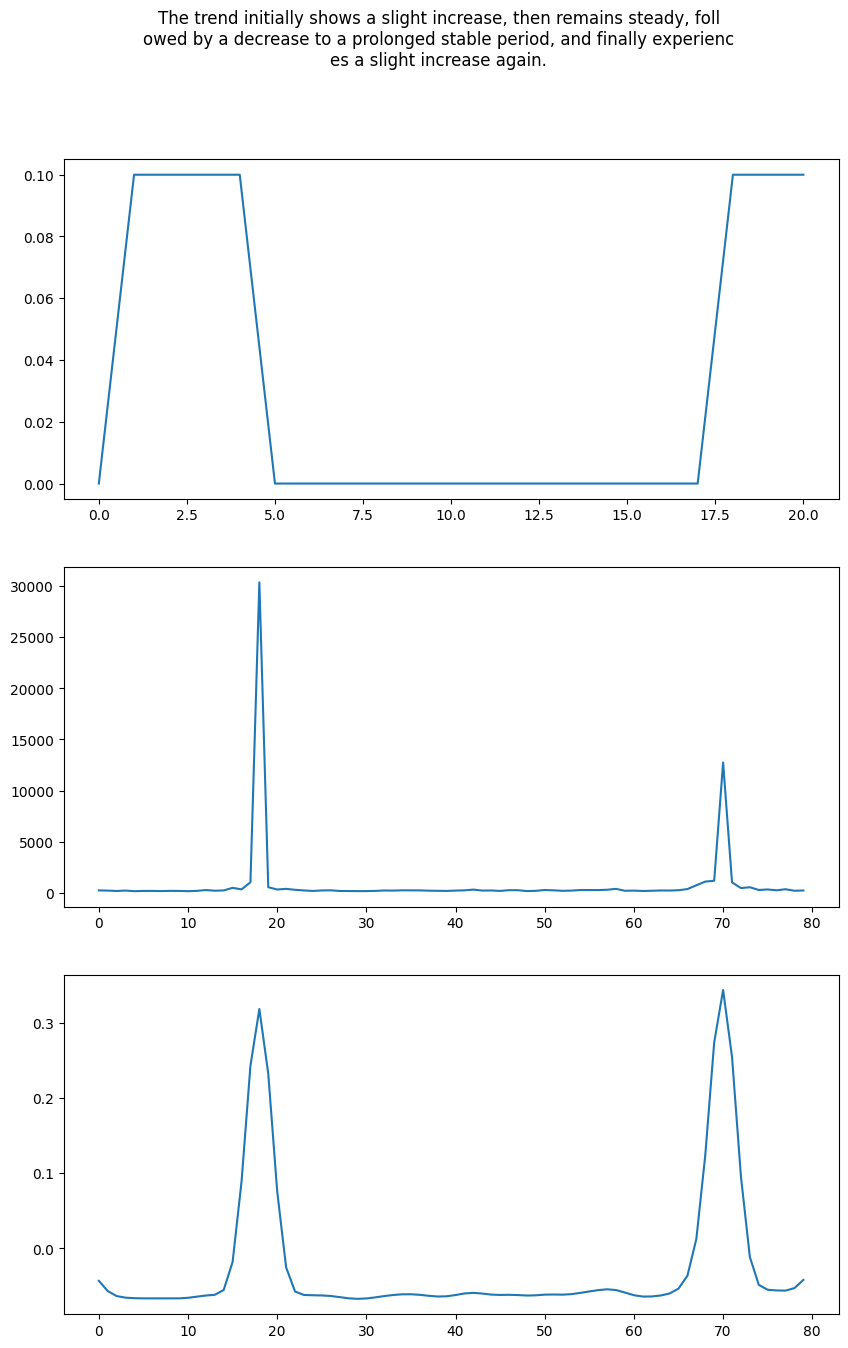 The trend initially shows a slight increase, then remains steady, foll
owed by a decrease to a prolonged stable period, and finally experienc
es a slight increase again.
0.10
0.08
0.06
0.04
0.02
0.00
0.0 2.5 5.0 7.5 10.0 12.5 15.0 17.5 20.0
30000
25000
20000
15000
10000
5000
0
0 10 20 30 40 50 60 70 80
0.3
0.2
0.1
0.0
0 10 20 30 40 50 60 70 80